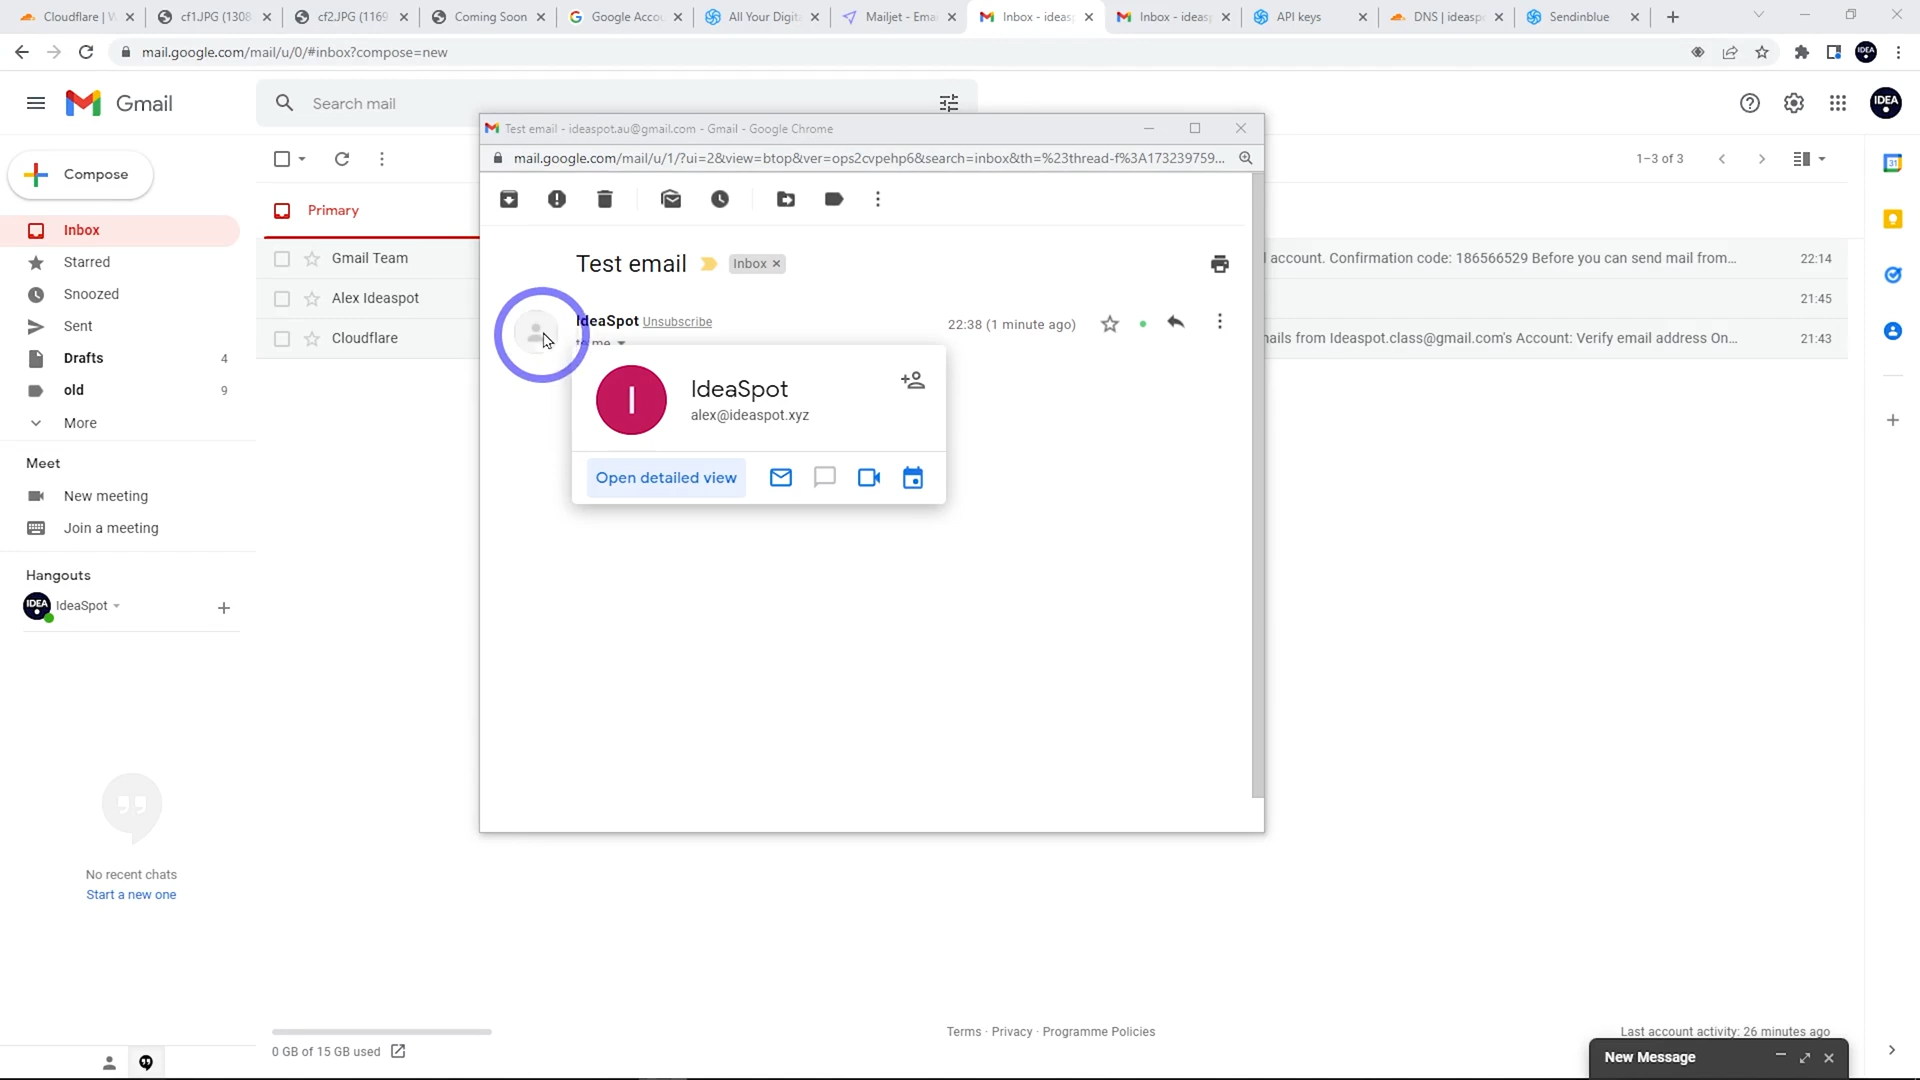 Cloudflare | W
cf1.JPG (1308
cf2.JPG (1169
Coming Soon
Google Accou
All Your Digit
Mailjet - Emai
Inbox - ideas
Inbox - ideas
API keys
DNS | ideasp
Sendinblue
mail.google.com/mail/u/0/#inbox?compose=new
IDEA
Gmail
Search mail
IDEA
Test email - ideaspot.au@gmail.com - Gmail - Google Chrome
mail.google.com/mail/u/1/?ui=2&view=btop&ver=ops2cvpehp6&search=inbox&th=%23thread-f%3A173239759...
Compose
1–3 of 3
31
Primary
Inbox
Starred
Snoozed
Sent
Drafts 4
old 9
More
Gmail Team
account. Confirmation code: 186566529 Before you can send mail from... 22:14
Alex Ideaspot 21:45
Cloudflare
nails from Ideaspot.class@gmail.com's Account: Verify email address On... 21:43
Test email
Inbox ×
IdeaSpot Unsubscribe
22:38 (1 minute ago)
to me
I
IdeaSpot
alex@ideaspot.xyz
Open detailed view
Meet
New meeting
Join a meeting
Hangouts
IDEA IdeaSpot
No recent chats
Start a new one
0 GB of 15 GB used
Terms · Privacy · Programme Policies
Last account activity: 26 minutes ago
New Message